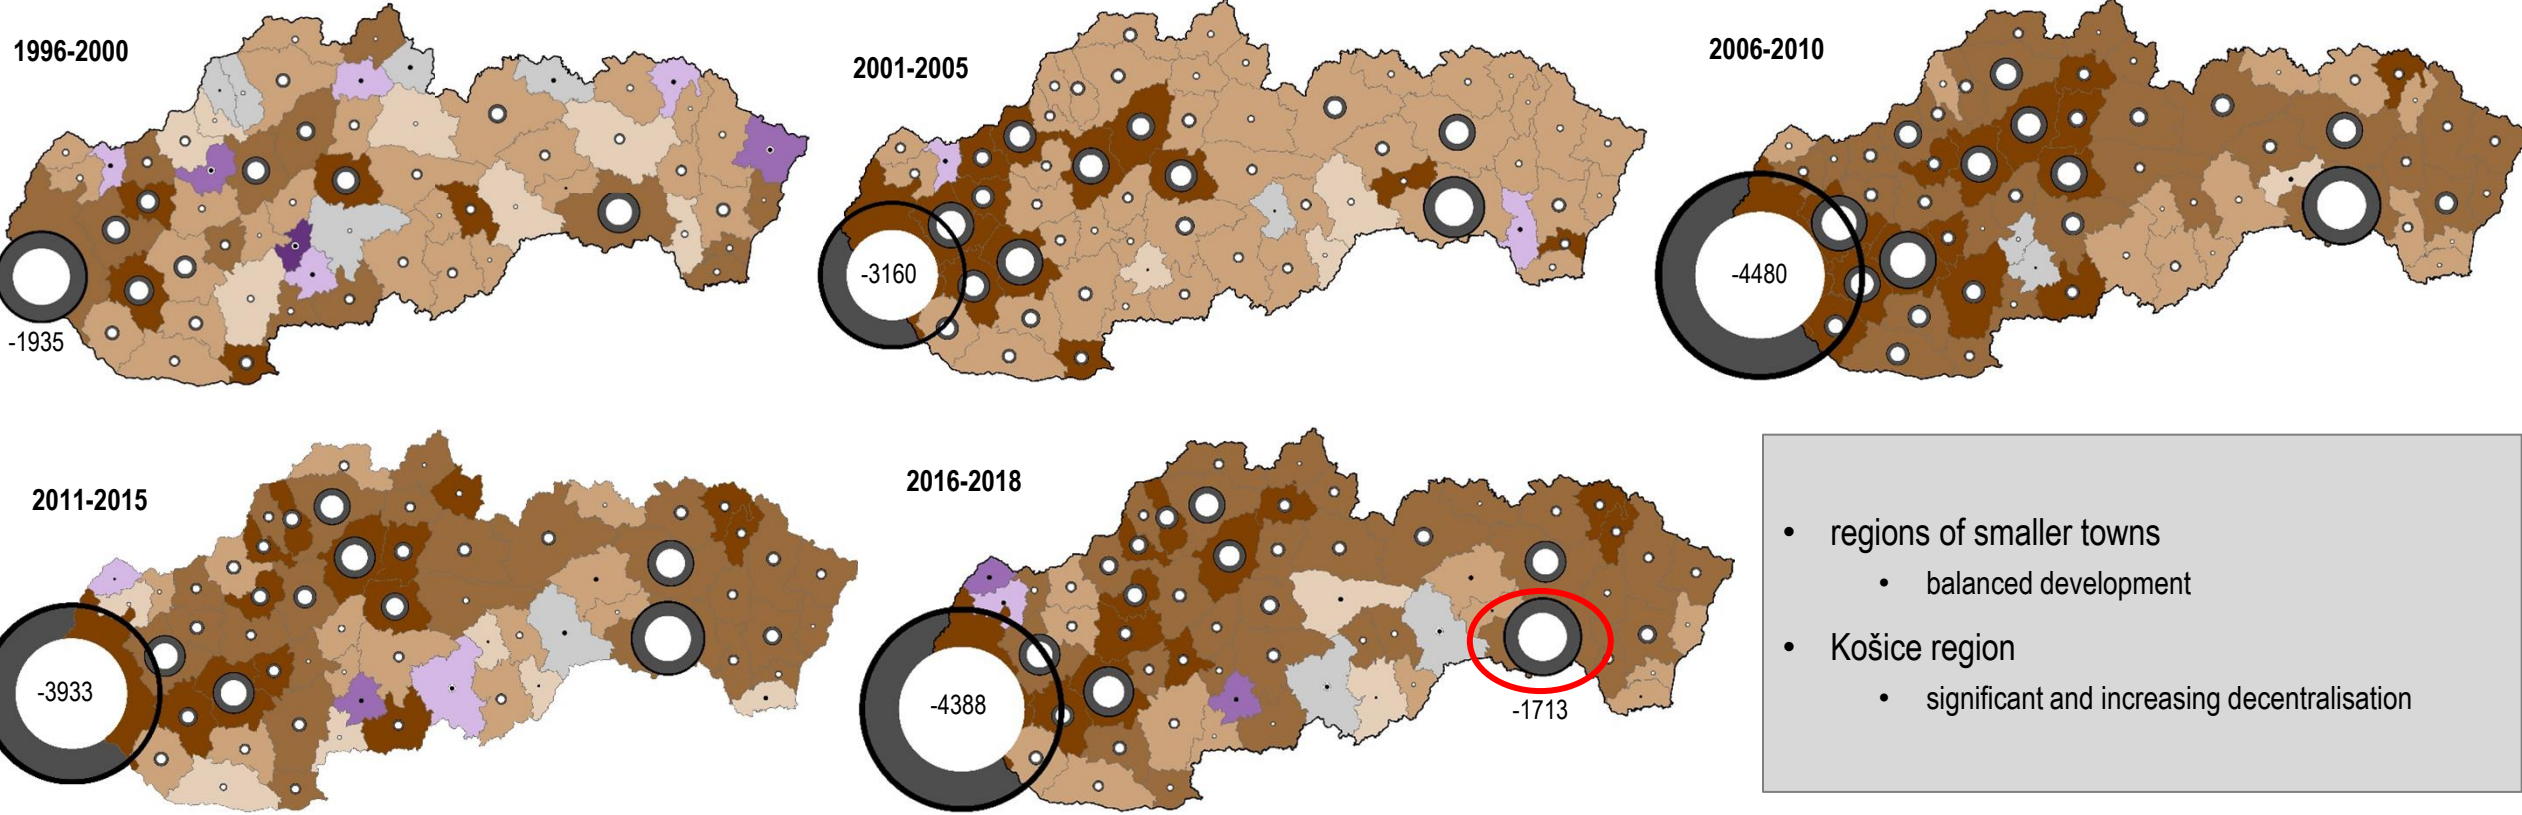 1996-2000
2001-2005
2006-2010
-1935
-3160
-4480
2011-2015
2016-2018
-3933
-4388
-1713
• regions of smaller towns
• balanced development
• Košice region
• significant and increasing decentralisation